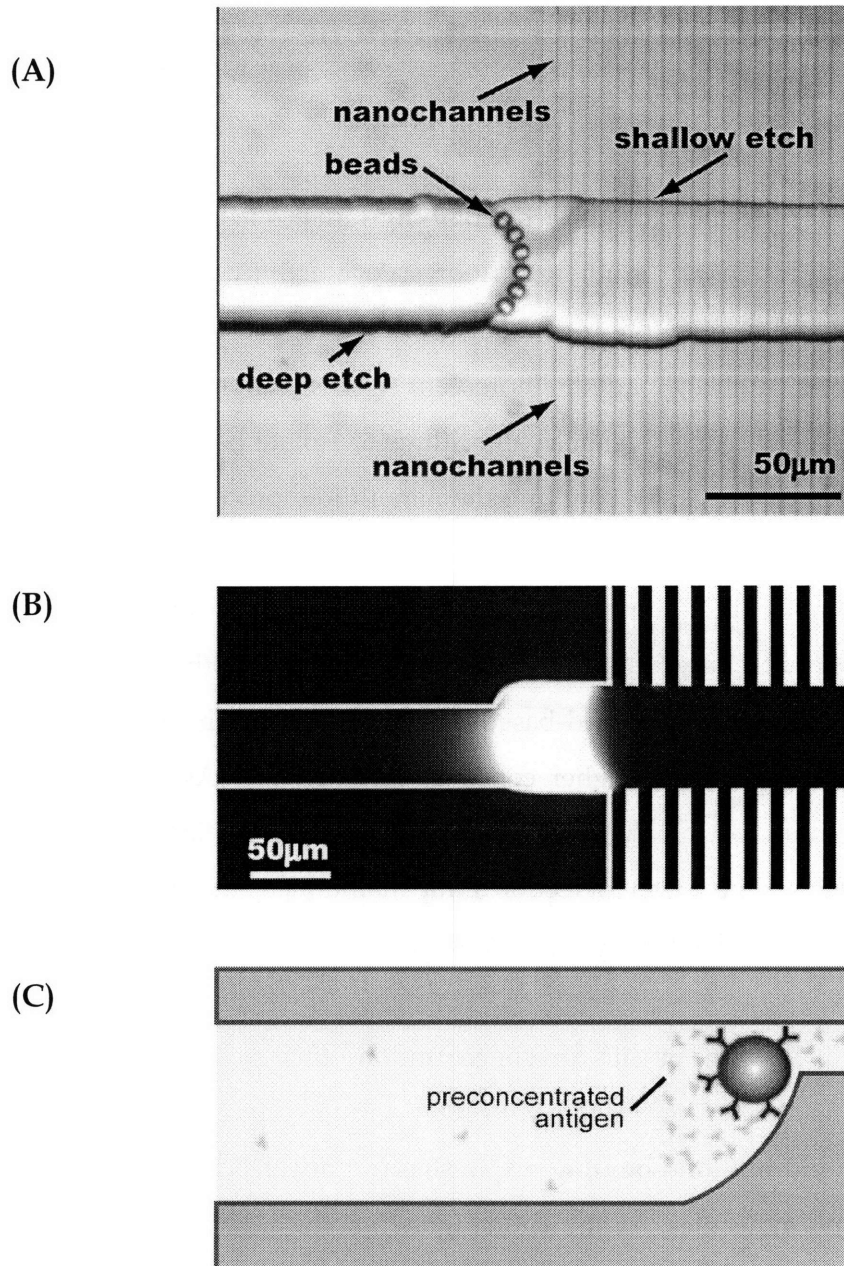 (A)
nanochannels
beads
shallow etch
deep etch
nanochannels
50μm
(B)
50μm
(C)
preconcentrated
antigen